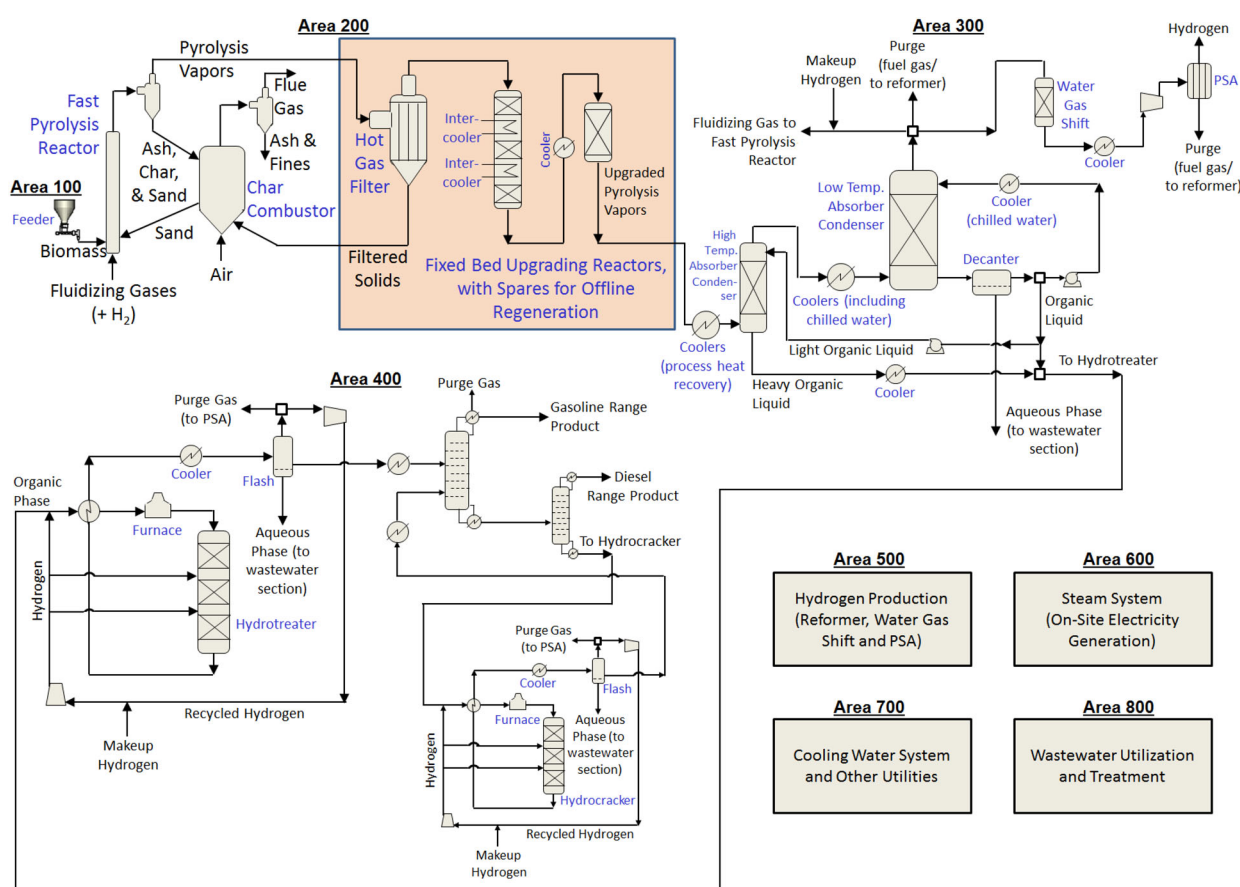 Area 200
Pyrolysis
Vapors
Flue
Gas
Fast
Pyrolysis
Reactor
Ash,
Char,
& Sand
Ash &
Fines
Area 100
Feeder
Char
Combustor
Biomass
Sand
Air
Fluidizing Gases
(+ H2)
Hot
Gas
Filter
Inter-
cooler
Inter-
cooler
Cooler
Upgraded
Pyrolysis
Vapors
Filtered
Solids
Fixed Bed Upgrading Reactors,
with Spares for Offline
Regeneration
Area 300
Hydrogen
Purge
(fuel gas/
to reformer)
Makeup
Hydrogen
Water
Gas
Shift
PSA
Fluidizing Gas to
Fast Pyrolysis
Reactor
Cooler
Purge
(fuel gas/
to reformer)
Low Temp.
Absorber
Condenser
Cooler
(chilled water)
High
Temp.
Absorber
Conden-
ser
Decanter
Coolers (including
chilled water)
Organic
Liquid
Light Organic Liquid
Coolers
(process heat
recovery)
Heavy Organic
Liquid
Cooler
To Hydrotreater
Aqueous Phase
(to wastewater
section)
Area 400
Purge Gas
(to PSA)
Purge Gas
Gasoline Range
Product
Cooler
Flash
Organic
Phase
Furnace
Aqueous
Phase (to
wastewater
section)
Diesel
Range Product
To Hydrocracker
Hydrogen
Hydrotreater
Recycled Hydrogen
Makeup
Hydrogen
Purge Gas
(to PSA)
Cooler
Flash
Furnace
Aqueous
Phase (to
wastewater
section)
Hydrogen
Hydrocracker
Recycled Hydrogen
Makeup
Hydrogen
Area 500
Hydrogen Production
(Reformer, Water Gas
Shift and PSA)
Area 600
Steam System
(On-Site Electricity
Generation)
Area 700
Cooling Water System
and Other Utilities
Area 800
Wastewater Utilization
and Treatment